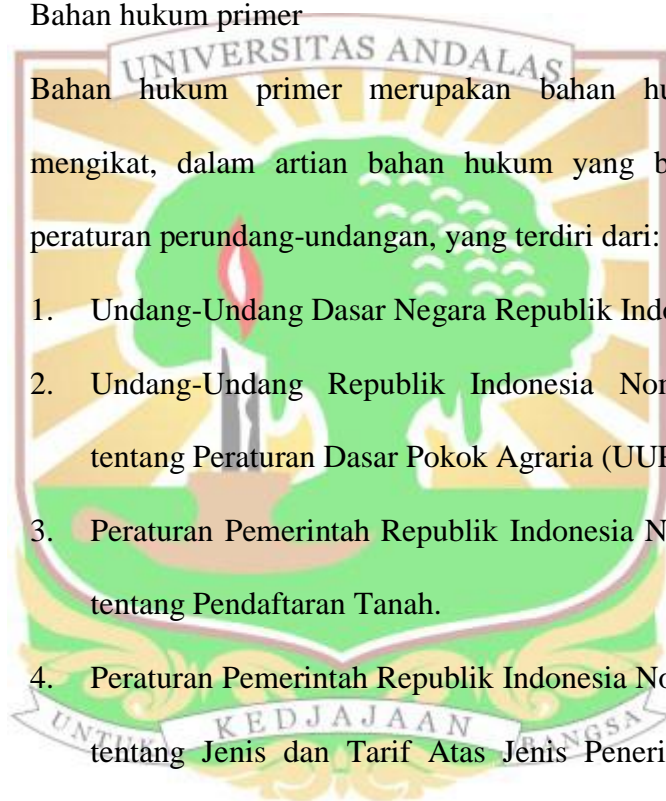 Bahan hukum primer
UNIVERSITAS ANDALAS
Bahan hukum primer merupakan bahan hu
mengikat, dalam artian bahan hukum yang b
peraturan perundang-undangan, yang terdiri dari:
1. Undang-Undang Dasar Negara Republik Indo
2. Undang-Undang Republik Indonesia Nor
tentang Peraturan Dasar Pokok Agraria (UUP
3. Peraturan Pemerintah Republik Indonesia N
tentang Pendaftaran Tanah.
4. Peraturan Pemerintah Republik Indonesia No
UNTUK KEDJAJAAN BANGSA
tentang Jenis dan Tarif Atas Jenis Peneri